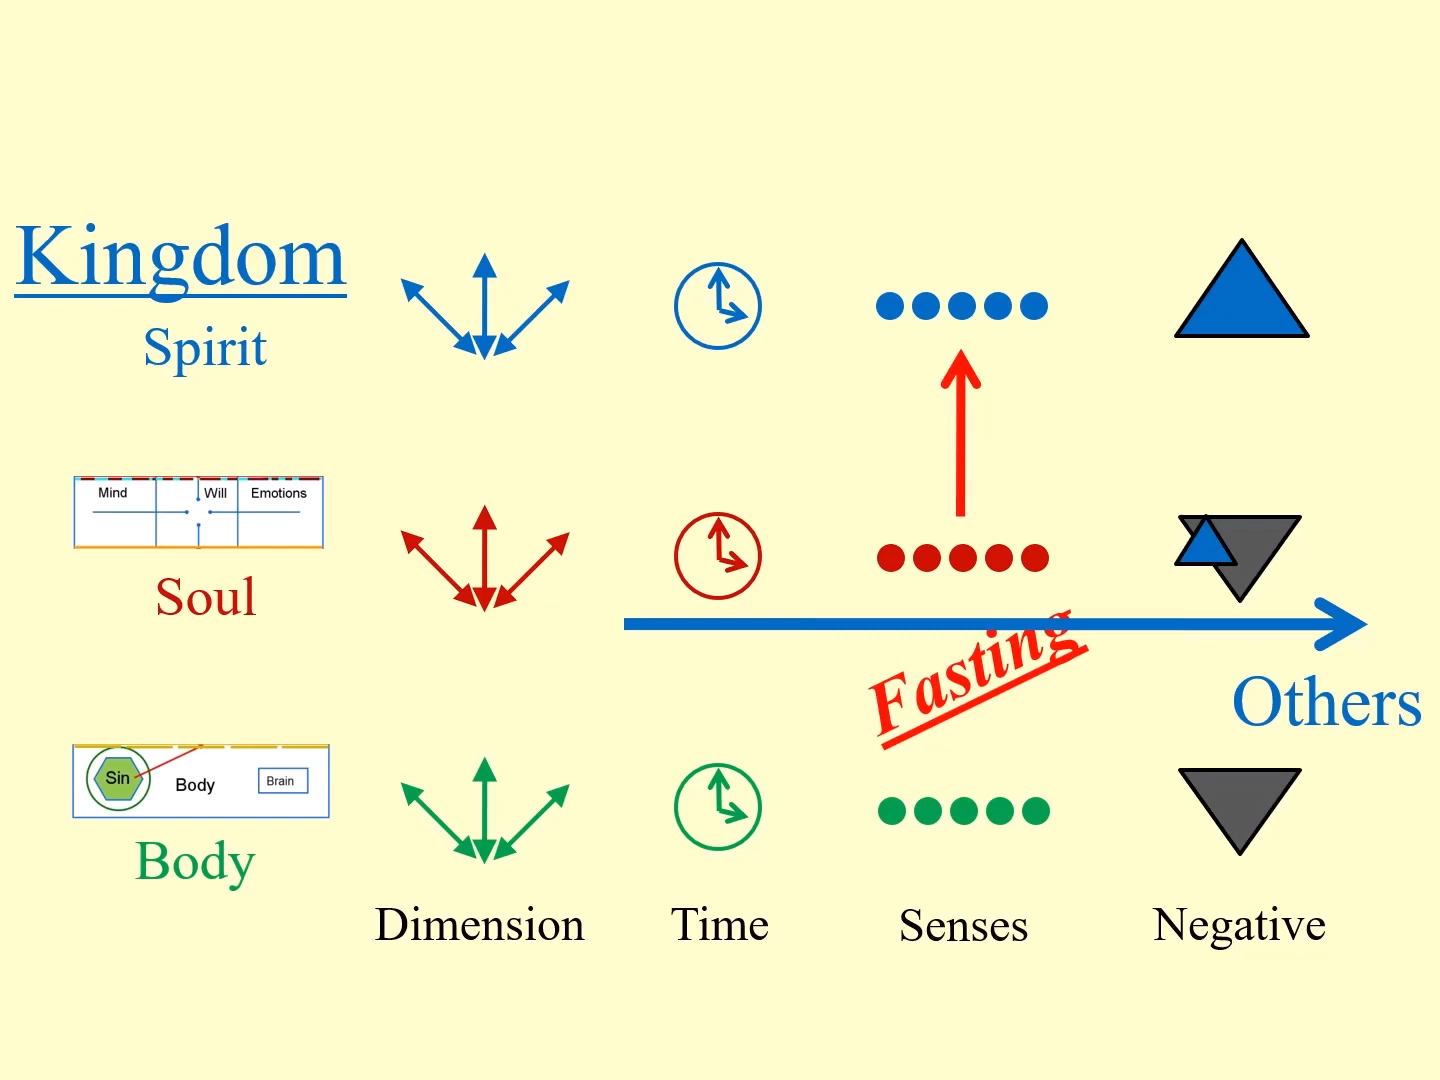 Kingdom
Spirit
Mind Will Emotions
Soul
Fasting
Others
Sin Body Brain
Body
Dimension Time Senses Negative